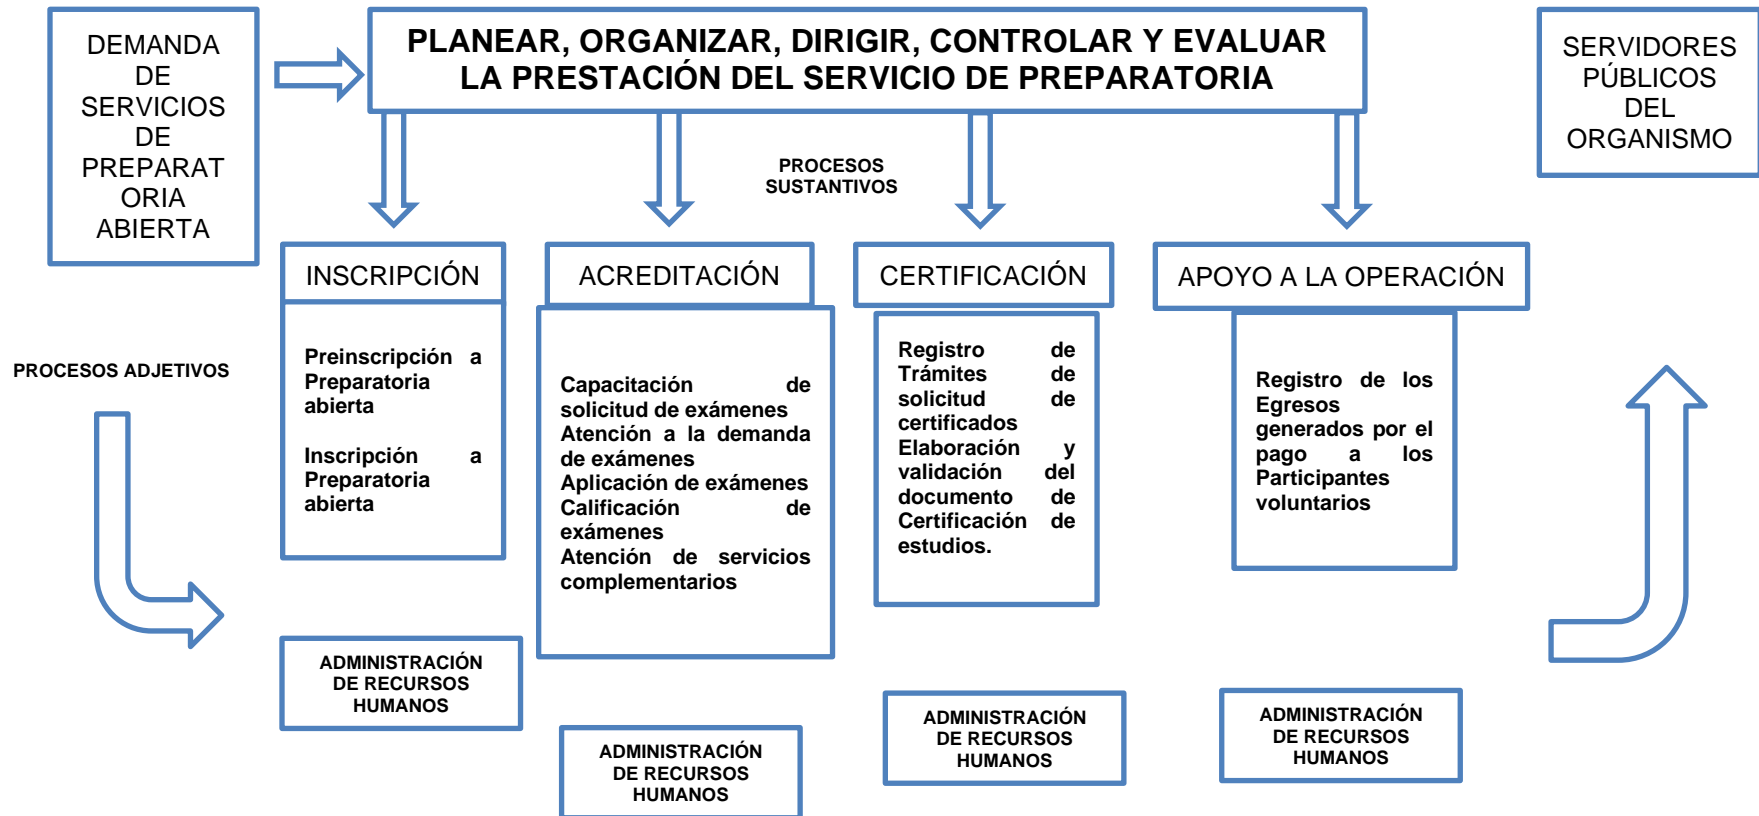 DEMANDA
DE
SERVICIOS
DE
PREPARAT
ORIA
ABIERTA
PLANEAR, ORGANIZAR, DIRIGIR, CONTROLAR Y EVALUAR
LA PRESTACIÓN DEL SERVICIO DE PREPARATORIA
SERVIDORES
PÚBLICOS
DEL
ORGANISMO
PROCESOS
SUSTANTIVOS
INSCRIPCIÓN
Preinscripción a
Preparatoria
abierta
Inscripción a
Preparatoria
abierta
ACREDITACIÓN
Capacitación de
solicitud de exámenes
Atención a la demanda
de exámenes
Aplicación de exámenes
Calificación de
exámenes
Atención de servicios
complementarios
CERTIFICACIÓN
Registro de
Trámites de
solicitud de
certificados
Elaboración y
validación del
documento de
Certificación de
estudios.
APOYO A LA OPERACIÓN
Registro de los
Egresos
generados por el
pago a los
Participantes
voluntarios
PROCESOS ADJETIVOS
ADMINISTRACIÓN
DE RECURSOS
HUMANOS
ADMINISTRACIÓN
DE RECURSOS
HUMANOS
ADMINISTRACIÓN
DE RECURSOS
HUMANOS
ADMINISTRACIÓN
DE RECURSOS
HUMANOS